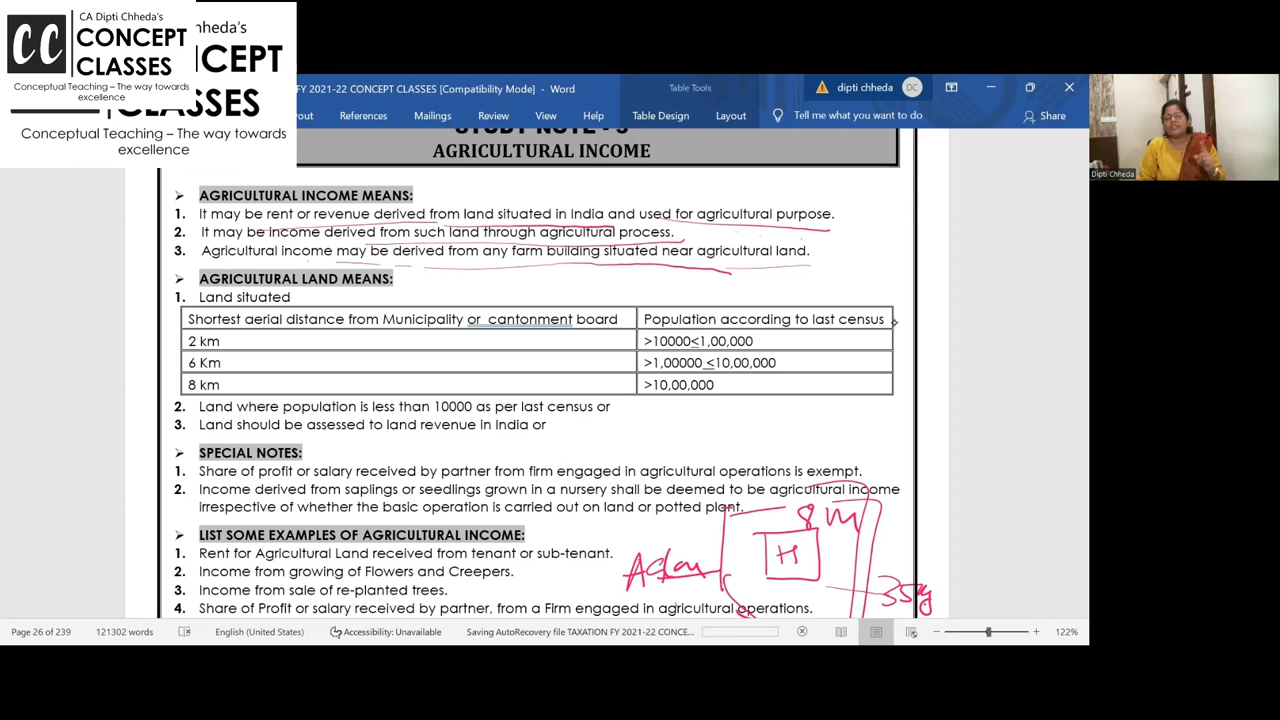 CA Dipti Chheda's
CONCEPT
CLASSES
Conceptual Teaching – The way towards
excellence
hheda's
NCEPT
CLASSES
Conceptual Teaching – The way towards
excellence
FY 2021-22 CONCEPT CLASSES [Compatibility Mode] - Word
Table Tools
dipti chheda
DC
References Mailings Review View Help Table Design Layout Tell me what you want to do Share
AGRICULTURAL INCOME
➢ AGRICULTURAL INCOME MEANS:
1. It may be rent or revenue derived from land situated in India and used for agricultural purpose.
2. It may be income derived from such land through agricultural process.
3. Agricultural income may be derived from any farm building situated near agricultural land.
➢ AGRICULTURAL LAND MEANS:
1. Land situated
Shortest aerial distance from Municipality or cantonment board Population according to last census
2 km >10000≤1,00,000
6 Km >1,00000 ≤10,00,000
8 km >10,00,000
2. Land where population is less than 10000 as per last census or
3. Land should be assessed to land revenue in India or
➢ SPECIAL NOTES:
1. Share of profit or salary received by partner from firm engaged in agricultural operations is exempt.
2. Income derived from saplings or seedlings grown in a nursery shall be deemed to be agricultural income
irrespective of whether the basic operation is carried out on land or potted plant.
➢ LIST SOME EXAMPLES OF AGRICULTURAL INCOME:
1. Rent for Agricultural Land received from tenant or sub-tenant.
2. Income from growing of Flowers and Creepers.
3. Income from sale of re-planted trees.
4. Share of Profit or salary received by partner, from a Firm engaged in agricultural operations.
8
H
Page 26 of 239 121302 words English (United States) Accessibility: Unavailable Saving AutoRecovery file TAXATION FY 2021-22 CONCE... 122%
Dipti Chheda